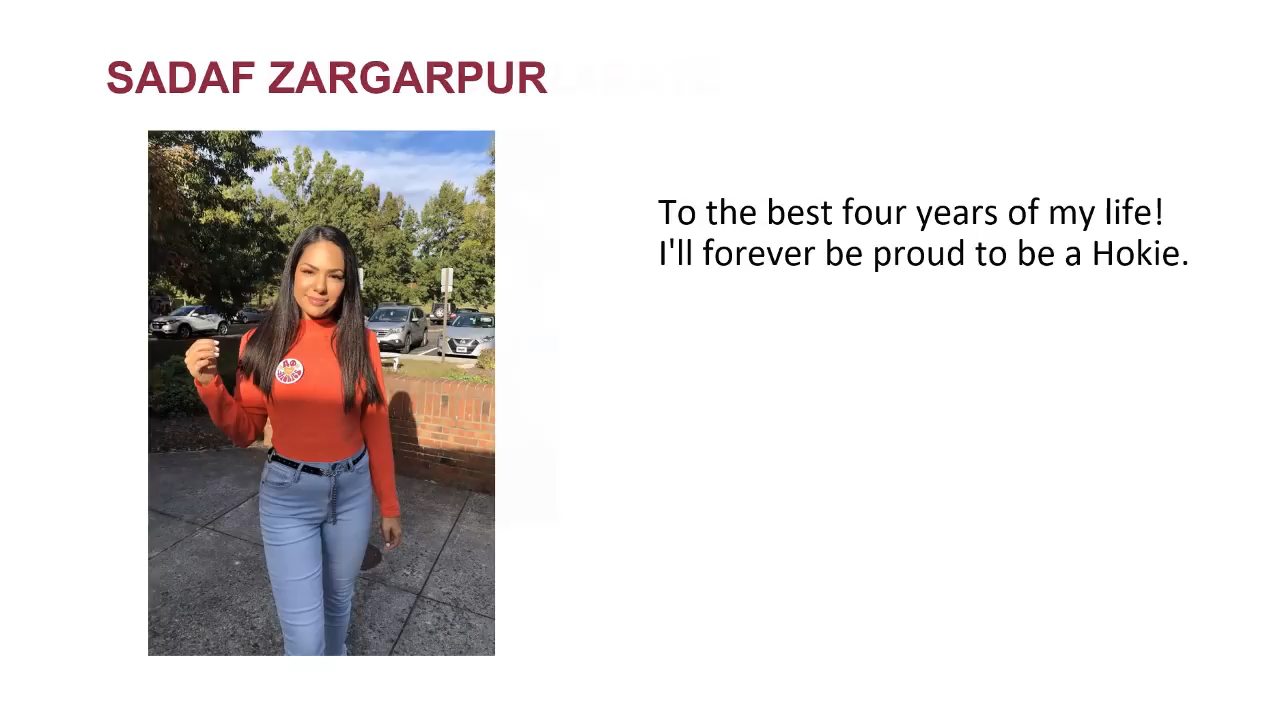 SADAF ZARGARPUR
To the best four years of my life!
I'll forever be proud to be a Hokie.